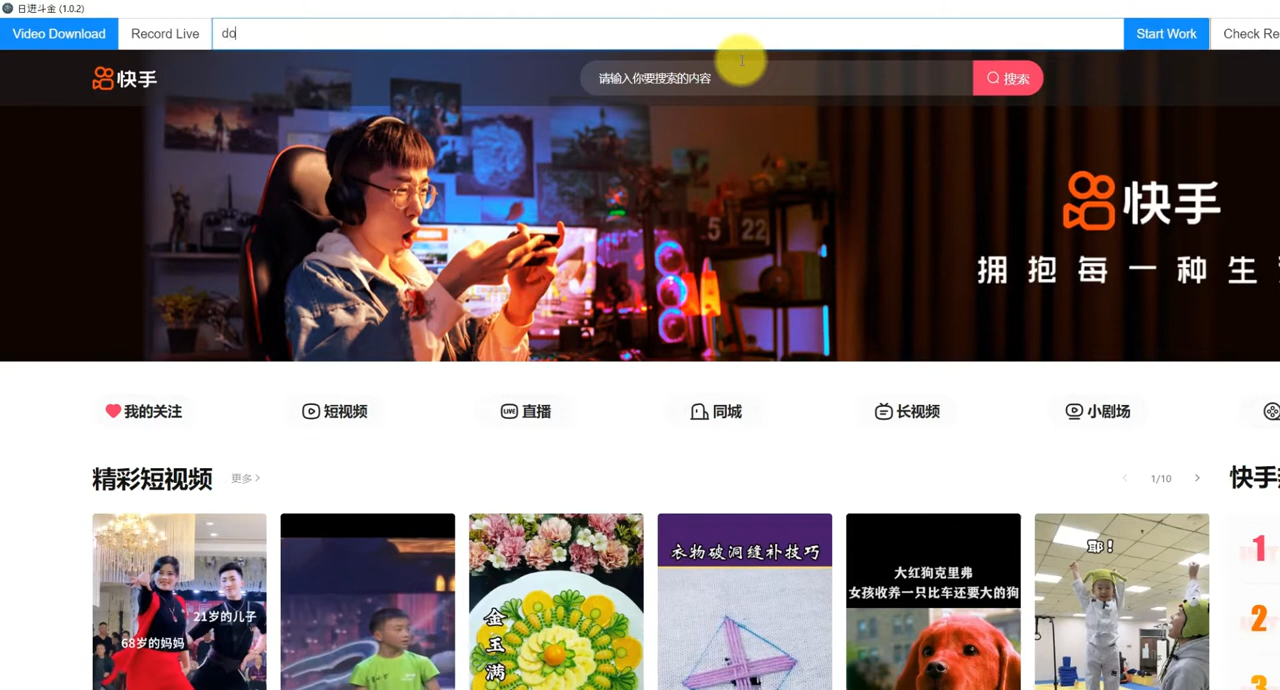 日进斗金 (1.0.2)
Video Download
Record Live
dd
Start Work
Check Re
快手
请输入你要搜索的内容
搜索
5 22
快手
拥抱每一种生
我的关注
短视频
LIVE 直播
同城
长视频
小剧场
精彩短视频
更多
1/10
快手
1
2
3
21岁的儿子
68岁的妈妈
金玉满
衣物破洞缝补技巧
大红狗克里弗
女孩收养一只比车还要大的狗
耶!